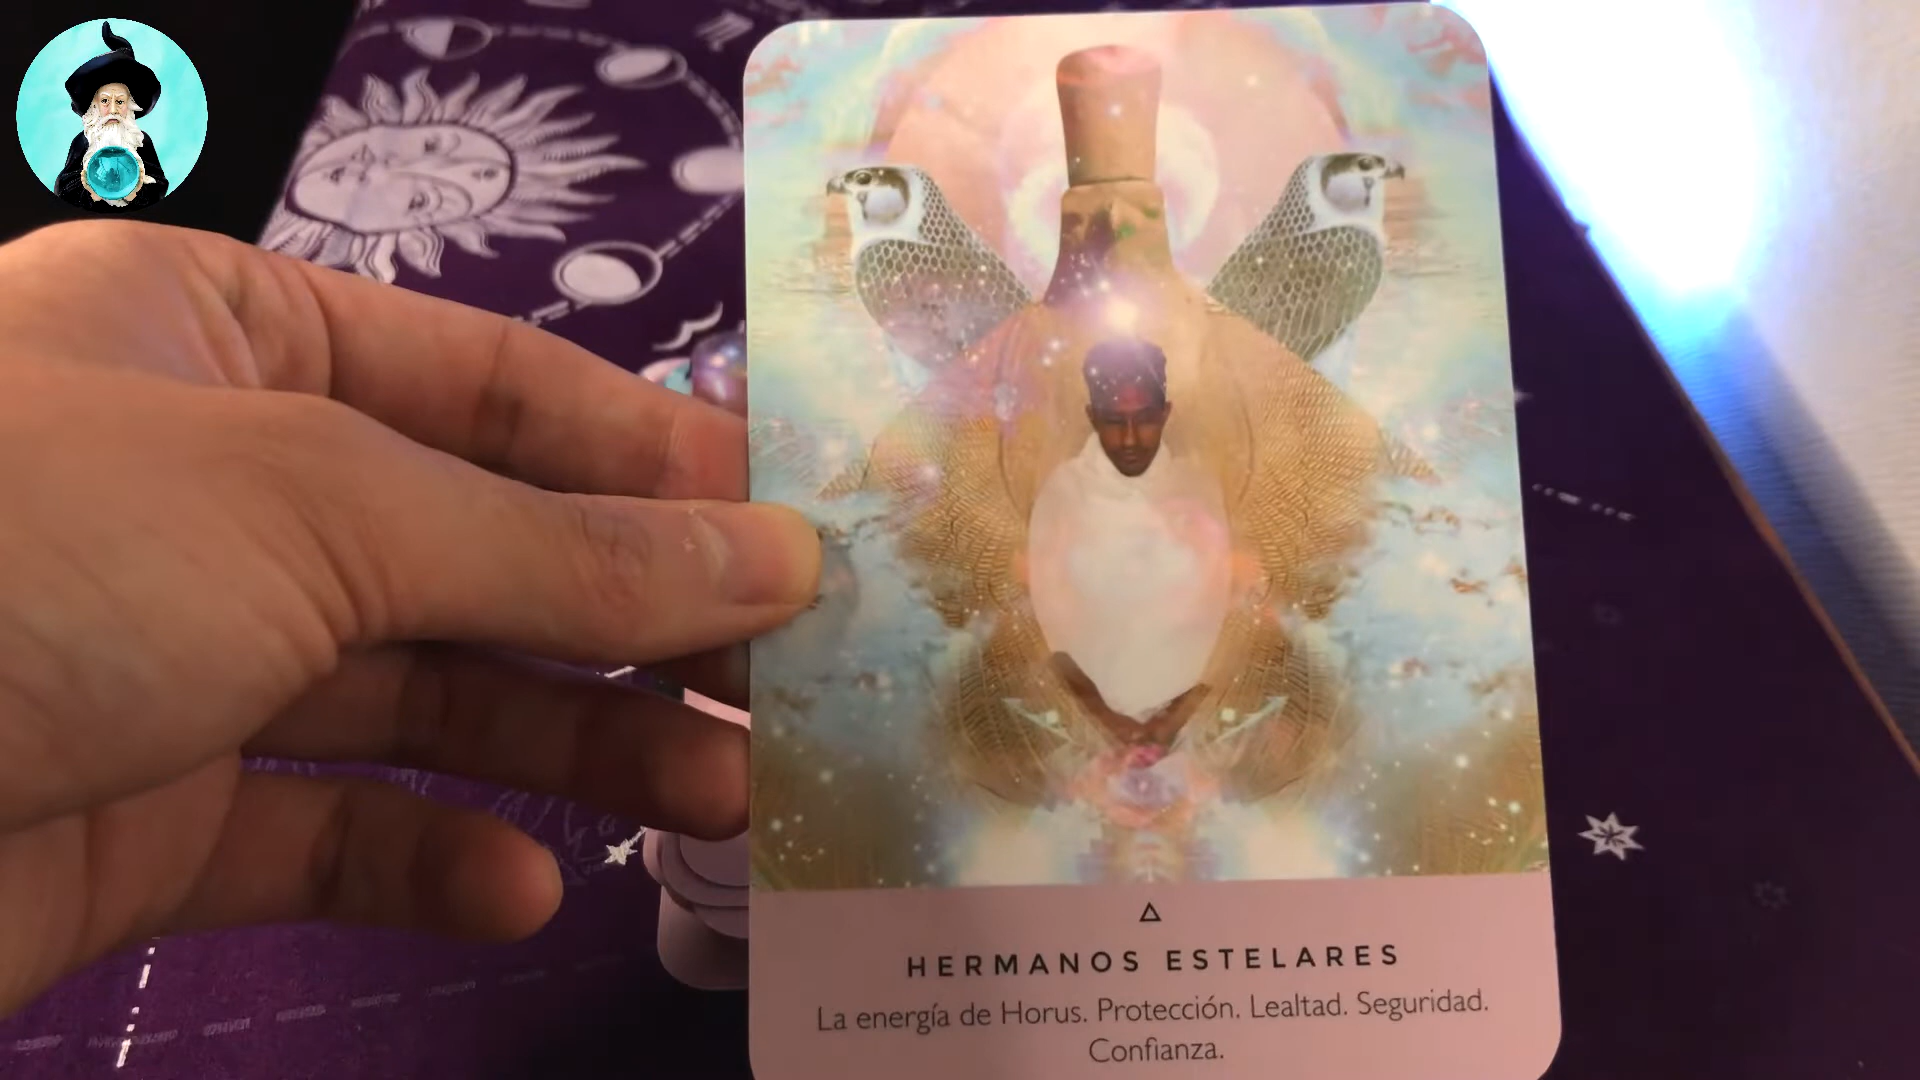 HERMANOS ESTELARES
La energía de Horus. Protección. Lealtad. Seguridad.
Confianza.